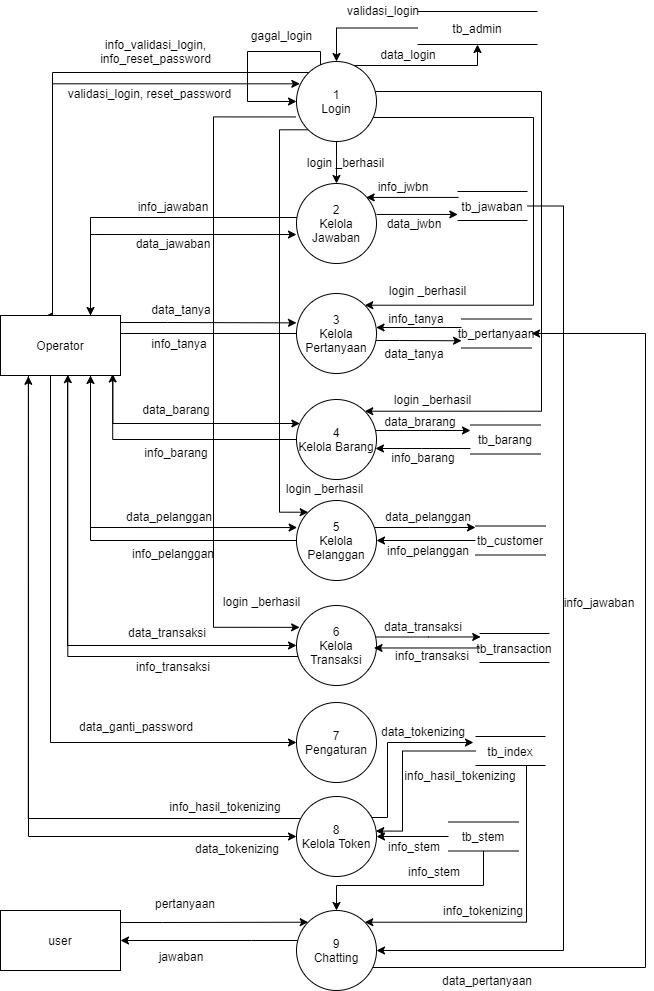 validasi_login
tb_admin
gagal_login
info_validasi_login,
info_reset_password
data_login
validasi_login, reset_password
1
Login
login _berhasil
info_jwbn
info_jawaban
2
Kelola
Jawaban
tb_jawaban
data_jwbn
data_jawaban
login _berhasil
data_tanya
info_tanya
3
Kelola
Pertanyaan
tb_pertanyaan
Operator
info_tanya
data_tanya
login _berhasil
data_barang
data_brarang
4
Kelola Barang
tb_barang
info_barang
info_barang
login _berhasil
data_pelanggan
data_pelanggan
5
Kelola
Pelanggan
tb_customer
info_pelanggan
info_pelanggan
login _berhasil
info_jawaban
data_transaksi
data_transaksi
6
Kelola
Transaksi
tb_transaction
info_transaksi
info_transaksi
data_ganti_password
data_tokenizing
7
Pengaturan
tb_index
info_hasil_tokenizing
info_hasil_tokenizing
8
Kelola Token
tb_stem
data_tokenizing
info_stem
info_stem
pertanyaan
info_tokenizing
user
9
Chatting
jawaban
data_pertanyaan